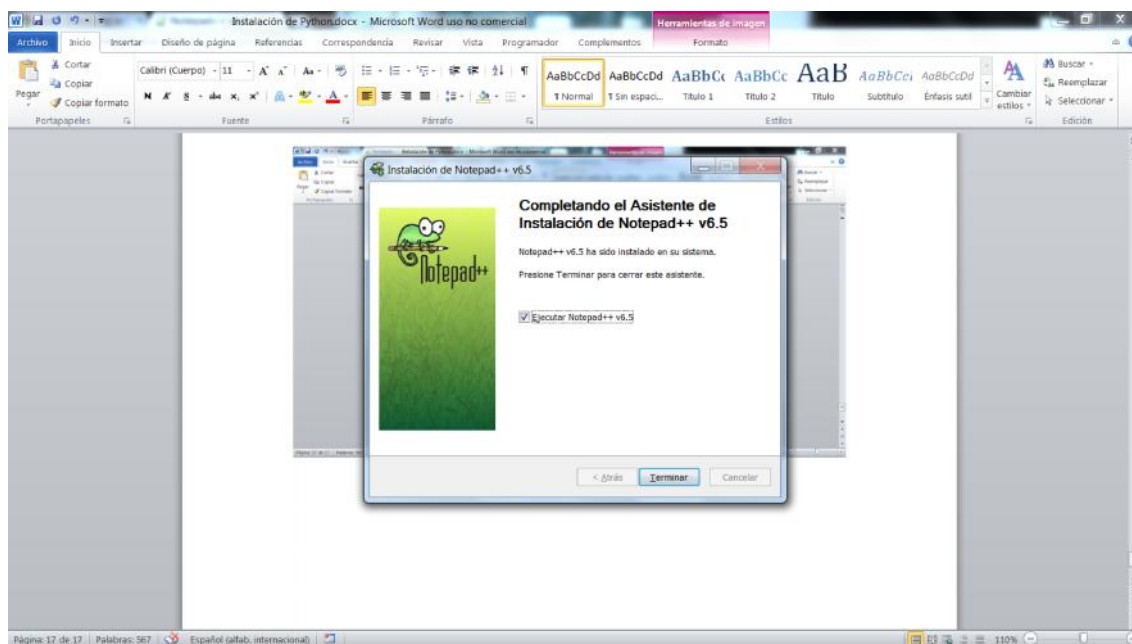 Instalación de Python.docx - Microsoft Word uso no comercial
Herramientas de imagen
Archivo Inicio Insertar Diseño de página Referencias Correspondencia Revisar Vista Programador Complementos Formato
Cortar
Copiar
Copiar formato
Pegar
Calibri (Cuerpo) 11
N K S abc x, x'
AaBbCcDd AaBbCcDd AaBbCc AaBbCc AaB AaBbCci AaBbCcDd
¶ Normal ¶ Sin espaci... Título 1 Título 2 Título Subtítulo Énfasis sutil
Cambiar estilos
Buscar
Reemplazar
Seleccionar
Portapapeles Fuente Párrafo Estilos Edición
Instalación de Notepad++ v6.5
Notepad++
Completando el Asistente de
Instalación de Notepad++ v6.5
Notepad++ v6.5 ha sido instalado en su sistema.
Presione Terminar para cerrar este asistente.
Ejecutar Notepad++ v6.5
< Atrás Terminar Cancelar
Página: 17 de 17 Palabras: 567 Español (alfab. internacional) 110%